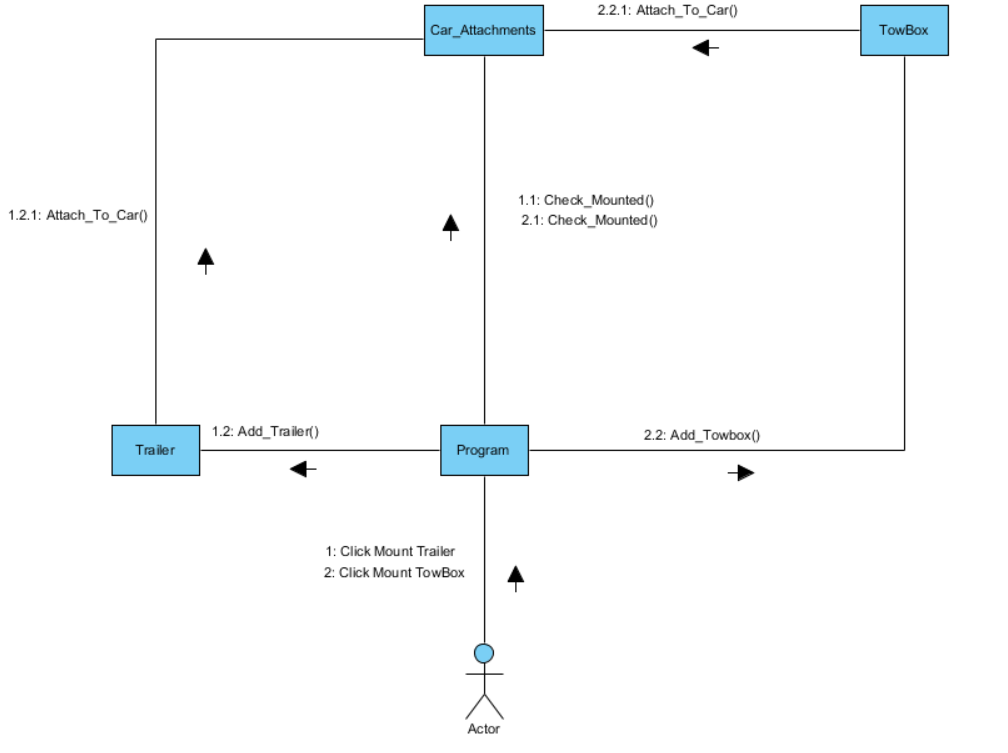 2.2.1: Attach_To_Car()
Car_Attachments
TowBox
1.1: Check_Mounted()
1.2.1: Attach_To_Car()
2.1: Check_Mounted()
1.2: Add_Trailer()
2.2: Add_Towbox()
Trailer
Program
1: Click Mount Trailer
2: Click Mount TowBox
Actor